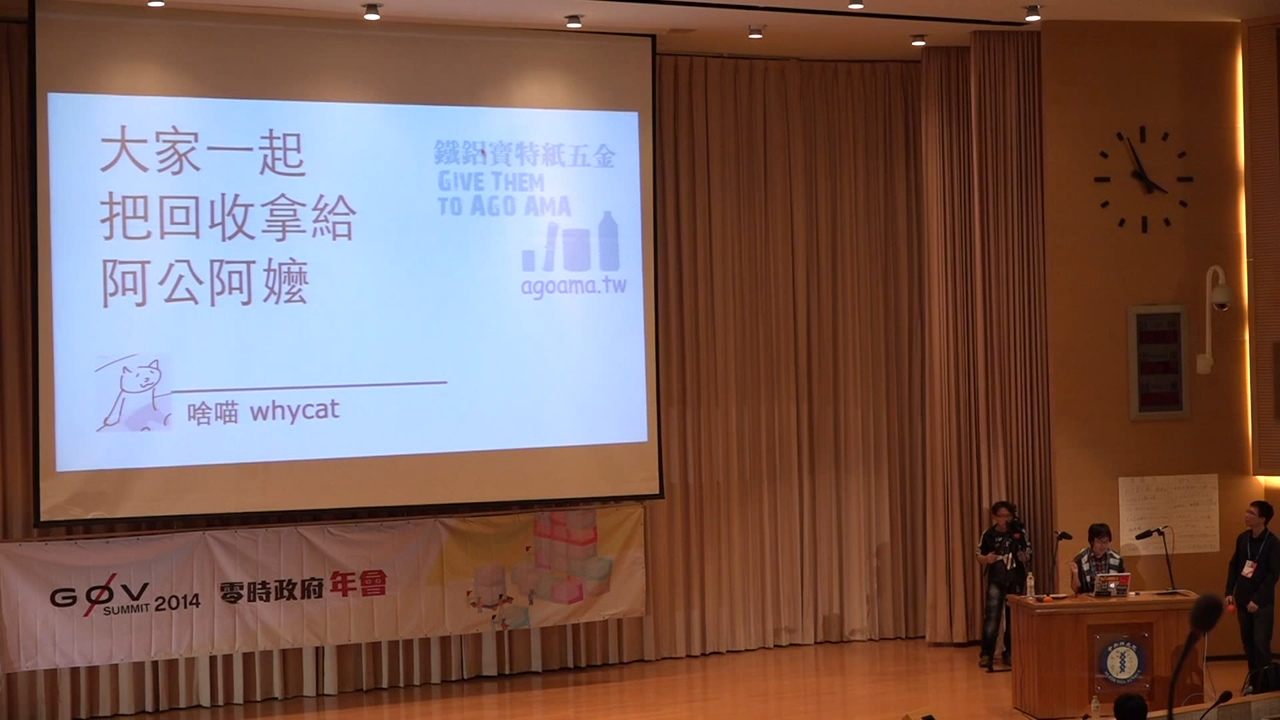 大家一起
把回收拿給
阿公阿嬤
鐵鋁寶特紙五金
GIVE THEM
TO AGO AMA
agoama.tw
啥喵 whycat
GØV
SUMMIT 2014
零時政府年會